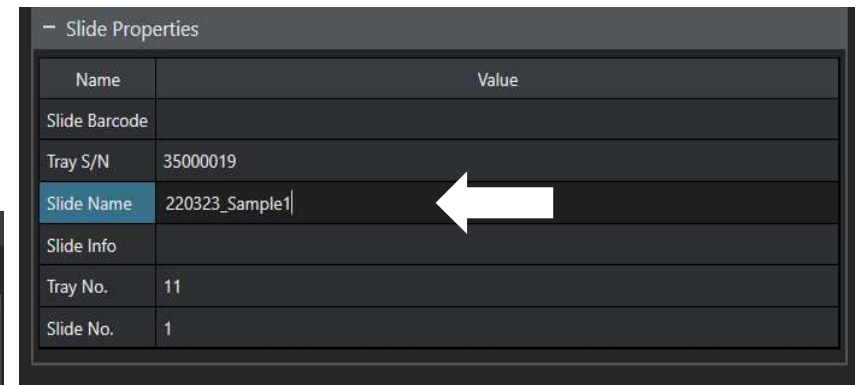 − Slide Properties
Name Value
Slide Barcode
Tray S/N 35000019
Slide Name 220323_Sample1
Slide Info
Tray No. 11
Slide No. 1